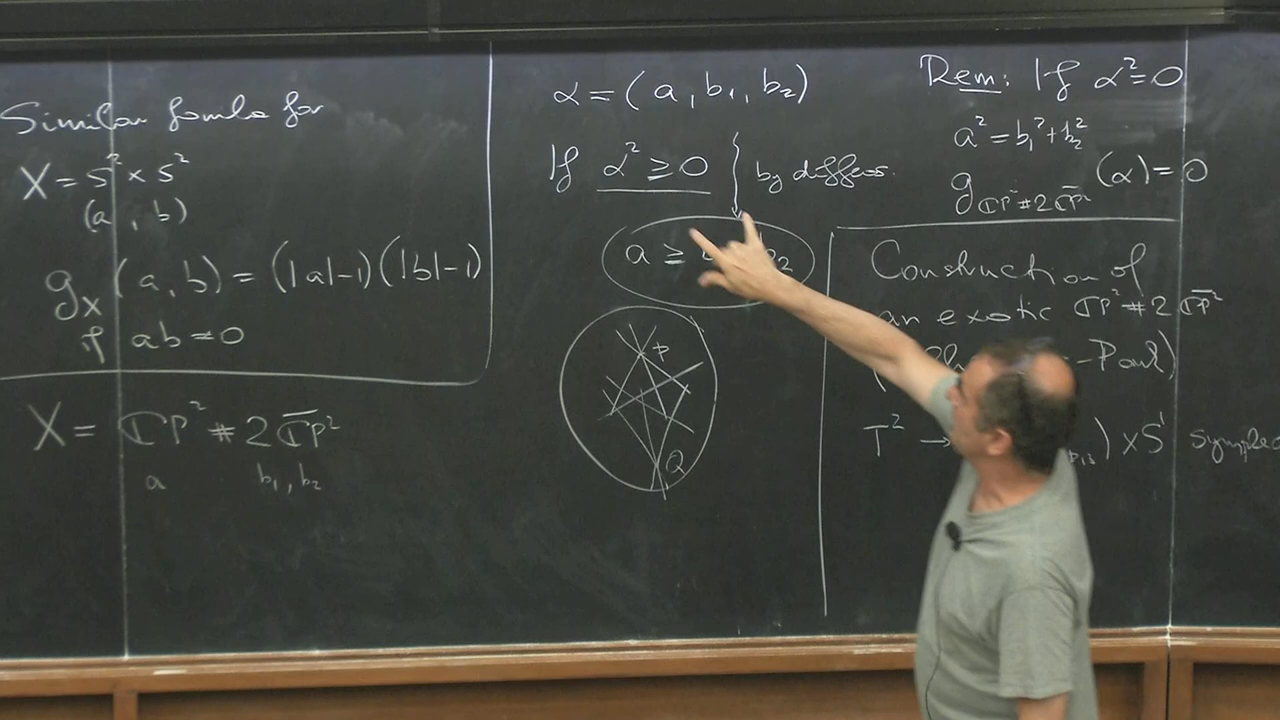 Similar formula for
X = S² × S²
(a , b)
g_X (a, b) = (|a|-1)(|b|-1)
if ab ≠ 0
X = ℂP² # 2 \overline{ℂP}²
a b₁, b₂
α = (a, b₁, b₂)
If α² ≥ 0 by diffeos.
a ≥
P
Q
Rem: If α² = 0
a² = b₁² + b₂²
g_{ℂP² # 2\overline{ℂP}²} (α) = 0
Construction of
an exotic ℂP² # 2 \overline{ℂP}²
T² → ) × S¹